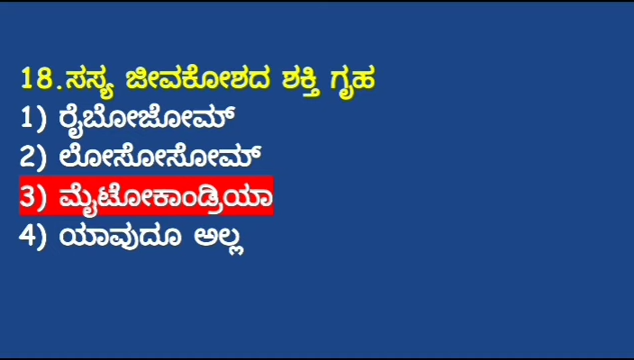 18.ಸಸ್ಯ ಜೀವಕೋಶದ ಶಕ್ತಿ ಗೃಹ
1) ರೈಬೋಜೋಮ್
2) ಲೋಸೋಸೋಮ್
3) ಮೈಟೋಕಾಂಡ್ರಿಯಾ
4) ಯಾವುದೂ ಅಲ್ಲ